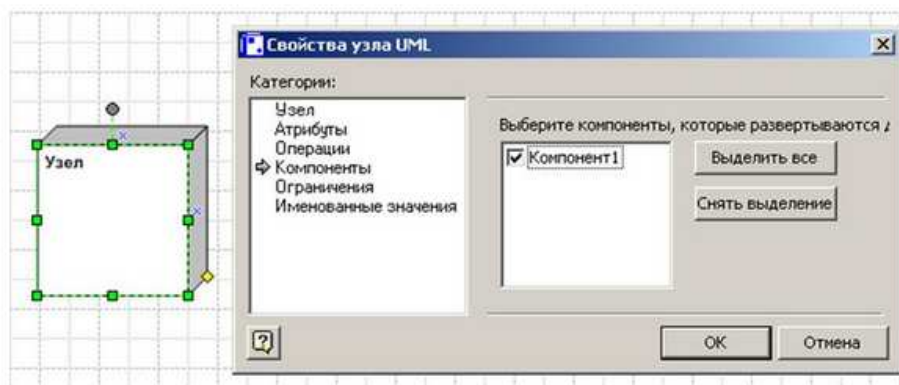 Свойства узла UML
Категории:
Узел
Узел
Атрибуты
Операции
Компоненты
Ограничения
Именованные значения
Выберите компоненты, которые развертываются д
Компонент1
Выделить все
Снять выделение
ОК
Отмена